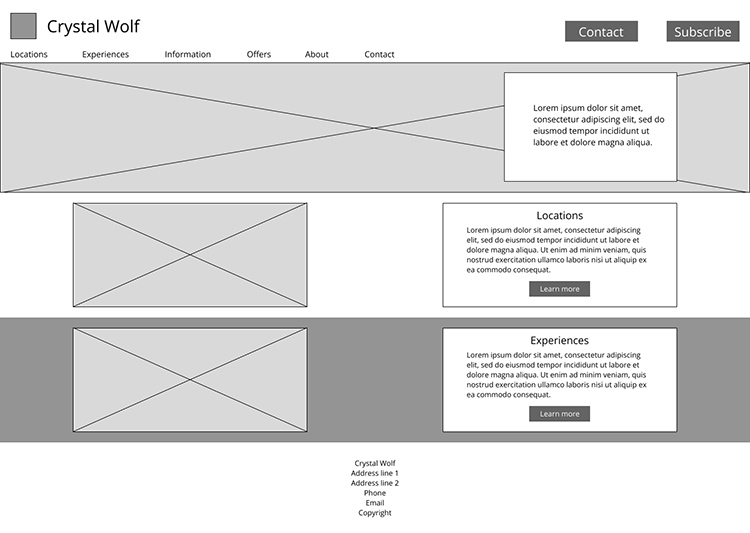 Crystal Wolf
Contact
Subscribe
Locations
Experiences
Information
Offers
About
Contact
Lorem ipsum dolor sit amet,
consectetur adipiscing elit, sed do
eiusmod tempor incididunt ut
labore et dolore magna aliqua.
Locations
Lorem ipsum dolor sit amet, consectetur adipiscing
elit, sed do eiusmod tempor incididunt ut labore et
dolore magna aliqua. Ut enim ad minim veniam, quis
nostrud exercitation ullamco laboris nisi ut aliquip ex
ea commodo consequat.
Learn more
Experiences
Lorem ipsum dolor sit amet, consectetur adipiscing
elit, sed do eiusmod tempor incididunt ut labore et
dolore magna aliqua. Ut enim ad minim veniam, quis
nostrud exercitation ullamco laboris nisi ut aliquip ex
ea commodo consequat.
Learn more
Crystal Wolf
Address line 1
Address line 2
Phone
Email
Copyright